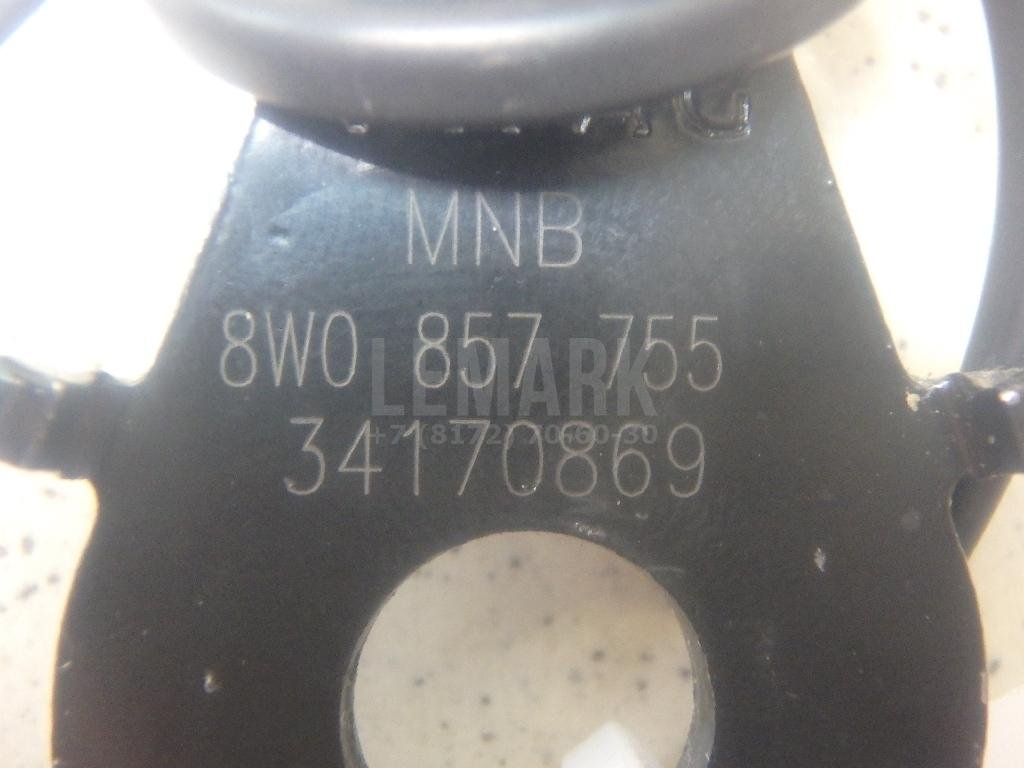 MNB
8W0 857 755
LEMARK
+7 (8172) 70-60-30
34170869